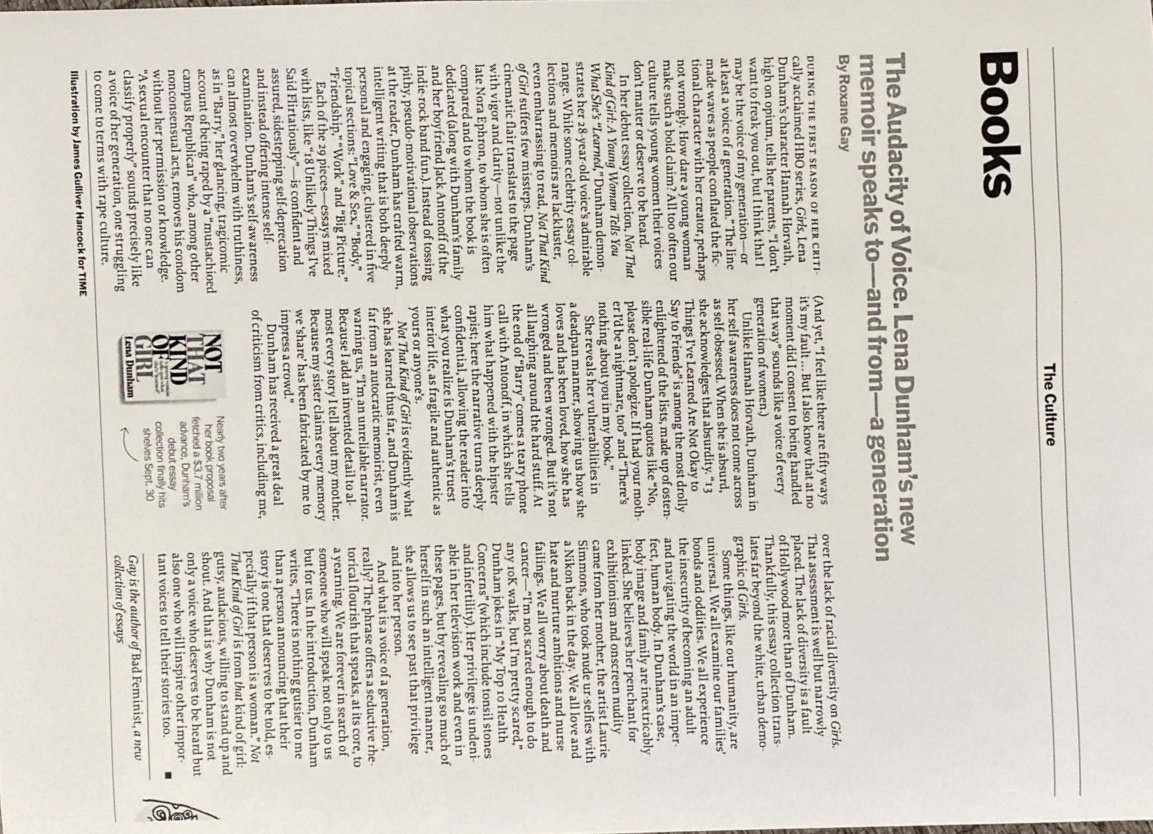 The Culture
Books
The Audacity of Voice. Lena Dunham's new
memoir speaks to—and from—a generation
By Roxane Gay
DURING THE FIRST SEASON OF HER CRITI-
cally acclaimed HBO series, Girls, Lena
Dunham's character Hannah Horvath,
high on opium, tells her parents, "I don't
want to freak you out, but I think that I
may be the voice of my generation—or
at least a voice of a generation." The line
made waves as people conflated the fic-
tional character with her creator, perhaps
not wrongly. How dare a young woman
make such a bold claim? All too often our
culture tells young women their voices
don't matter or deserve to be heard.
In her debut essay collection, Not That
Kind of Girl: A Young Woman Tells You
What She's "Learned," Dunham demon-
strates her 28-year-old voice's admirable
range. While some celebrity essay col-
lections and memoirs are lackluster,
even embarrassing to read, Not That Kind
of Girl suffers few missteps. Dunham's
cinematic flair translates to the page
with vigor and clarity—not unlike the
late Nora Ephron, to whom she is often
compared and to whom the book is
dedicated (along with Dunham's family
and her boyfriend Jack Antonoff of the
indie rock band fun.). Instead of tossing
pithy, pseudo-motivational observations
at the reader, Dunham has crafted warm,
intelligent writing that is both deeply
personal and engaging, clustered in five
topical sections: "Love & Sex," "Body,"
"Friendship," "Work" and "Big Picture."
Each of the 29 pieces—essays mixed
with lists, like "18 Unlikely Things I've
Said Flirtatiously"—is confident and
assured, sidestepping self-deprecation
and instead offering intense self-
examination. Dunham's self-awareness
can almost overwhelm with truthiness,
as in "Barry," her glancing, tragicomic
account of being raped by a "mustachioed
campus Republican" who, among other
nonconsensual acts, removes his condom
without her permission or knowledge.
"A sexual encounter that no one can
classify properly" sounds precisely like
a voice of her generation, one struggling
to come to terms with rape culture.
(And yet, "I feel like there are fifty ways
it's my fault ... But I also know that at no
moment did I consent to being handled
that way" sounds like a voice of every
generation of women.)
Unlike Hannah Horvath, Dunham in
her self-awareness does not come across
as self-obsessed. When she is absurd,
she acknowledges that absurdity. "13
Things I've Learned Are Not Okay to
Say to Friends" is among the most drolly
enlightened of the lists, made up of osten-
sible real-life Dunham quotes like "No,
please don't apologize. If I had your moth-
er I'd be a nightmare, too" and "There's
nothing about you in my book."
She reveals her vulnerabilities in
a deadpan manner, showing us how she
loves and has been loved, how she has
wronged and been wronged. But it's not
all laughing around the hard stuff. At
the end of "Barry" comes a teary phone
call with Antonoff, in which she tells
him what happened with the hipster
rapist; here the narrative turns deeply
confidential, allowing the reader into
what you realize is Dunham's truest
interior life, as fragile and authentic as
yours or anyone's.
Not That Kind of Girl is evidently what
she has learned thus far, and Dunham is
far from an autocratic memoirist, even
warning us, "I'm an unreliable narrator.
Because I add an invented detail to al-
most every story I tell about my mother.
Because my sister claims every memory
we 'share' has been fabricated by me to
impress a crowd."
Dunham has received a great deal
of criticism from critics, including me,
NOT
THAT
KIND
OF
GIRL
Lena Dunham
Nearly two years after
her book proposal
fetched a $3.7 million
advance, Dunham's
debut essay
collection finally hits
shelves Sept. 30
over the lack of racial diversity on Girls.
That assessment is well but narrowly
placed. The lack of diversity is a fault
of Hollywood more than of Dunham.
Thankfully, this essay collection trans-
lates far beyond the white, urban demo-
graphic of Girls.
Some things, like our humanity, are
universal. We all examine our families'
bonds and oddities. We all experience
the insecurity of becoming an adult
and navigating the world in an imper-
fect, human body. In Dunham's case,
body image and family are inextricably
linked. She believes her penchant for
exhibitionism and onscreen nudity
came from her mother, the artist Laurie
Simmons, who took nude ur-selfies with
a Nikon back in the day. We all love and
hate and nurture ambitions and nurse
failings. We all worry about death and
cancer—"I'm not scared enough to do
any 10K walks, but I'm pretty scared,"
Dunham jokes in "My Top 10 Health
Concerns" (which include tonsil stones
and infertility). Her privilege is undeni-
able in her television work and even in
these pages, but by revealing so much of
herself in such an intelligent manner,
she allows us to see past that privilege
and into her person.
And what is a voice of a generation,
really? The phrase offers a seductive rhe-
torical flourish that speaks, at its core, to
a yearning. We are forever in search of
someone who will speak not only to us
but for us. In the introduction, Dunham
writes, "There is nothing gutsier to me
than a person announcing that their
story is one that deserves to be told, es-
pecially if that person is a woman." Not
That Kind of Girl is from that kind of girl:
gutsy, audacious, willing to stand up and
shout. And that is why Dunham is not
only a voice who deserves to be heard but
also one who will inspire other impor-
tant voices to tell their stories too.
Gay is the author of Bad Feminist, a new
collection of essays
Illustration by James Gulliver Hancock for TIME